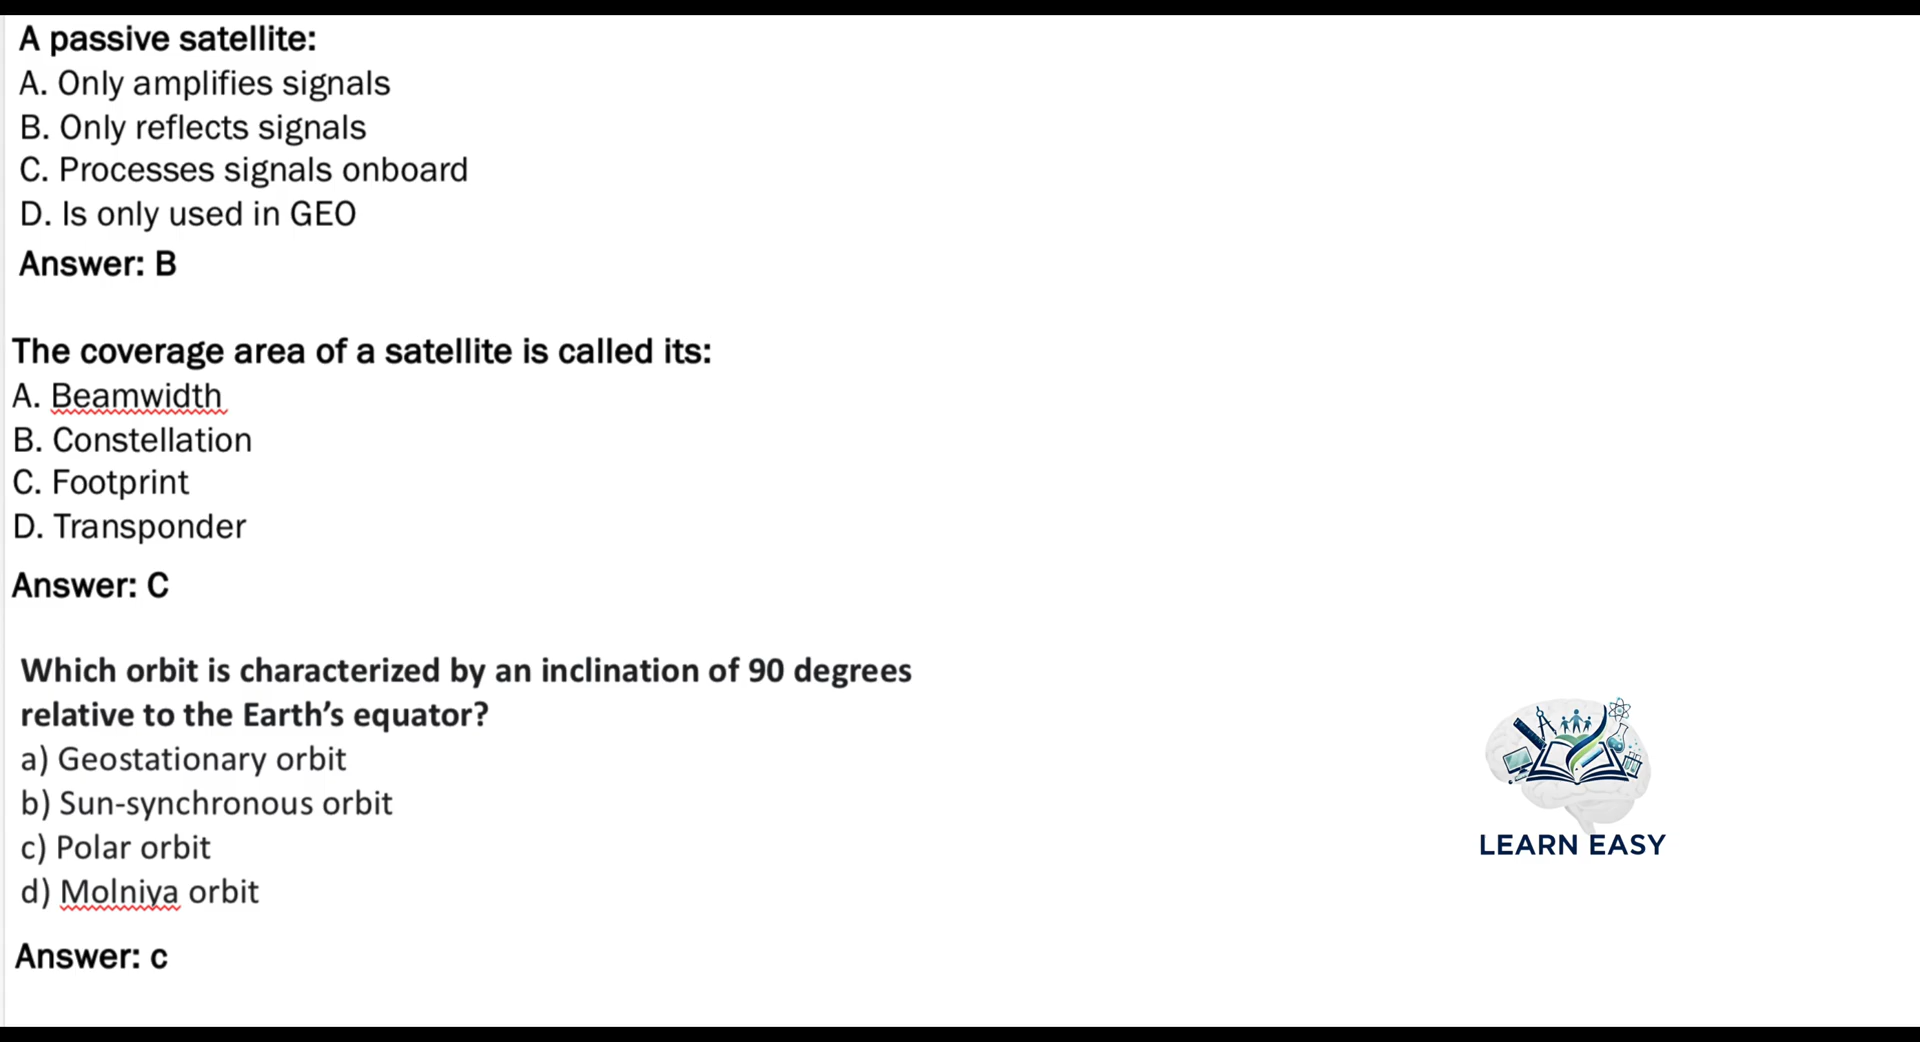 A passive satellite:
A. Only amplifies signals
B. Only reflects signals
C. Processes signals onboard
D. Is only used in GEO
Answer: B
The coverage area of a satellite is called its:
A. Beamwidth
B. Constellation
C. Footprint
D. Transponder
Answer: C
Which orbit is characterized by an inclination of 90 degrees
relative to the Earth’s equator?
a) Geostationary orbit
b) Sun-synchronous orbit
c) Polar orbit
d) Molniya orbit
Answer: c
LEARN EASY